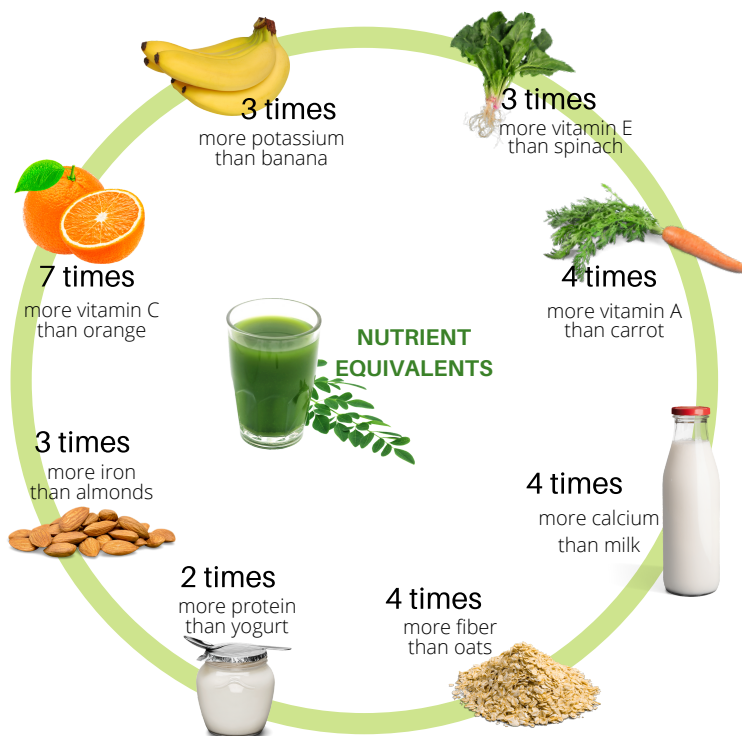 3 times
more potassium
than banana
3 times
more vitamin E
than spinach
7 times
more vitamin C
than orange
4 times
more vitamin A
than carrot
NUTRIENT
EQUIVALENTS
3 times
more iron
than almonds
4 times
more calcium
than milk
2 times
more protein
than yogurt
4 times
more fiber
than oats